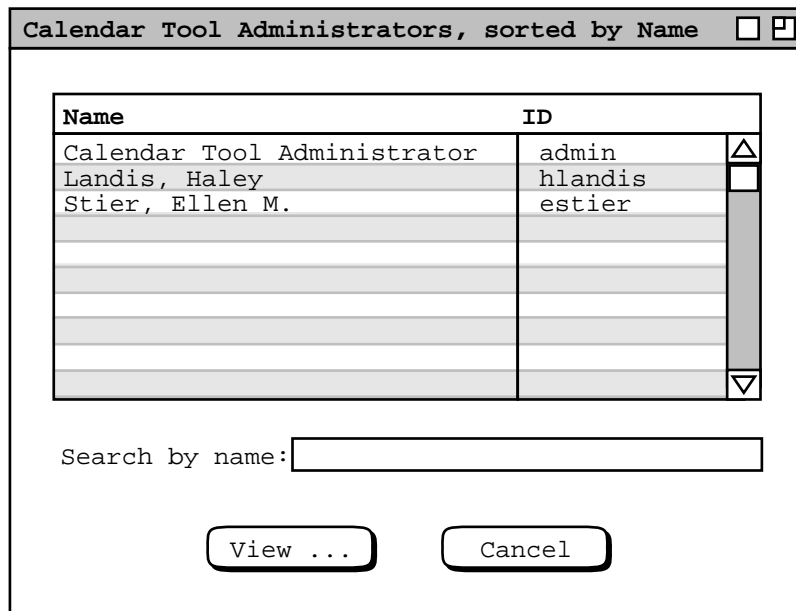 Calendar Tool Administrators, sorted by Name
Name ID
Calendar Tool Administrator admin
Landis, Haley hlandis
Stier, Ellen M. estier
Search by name:
View ... Cancel